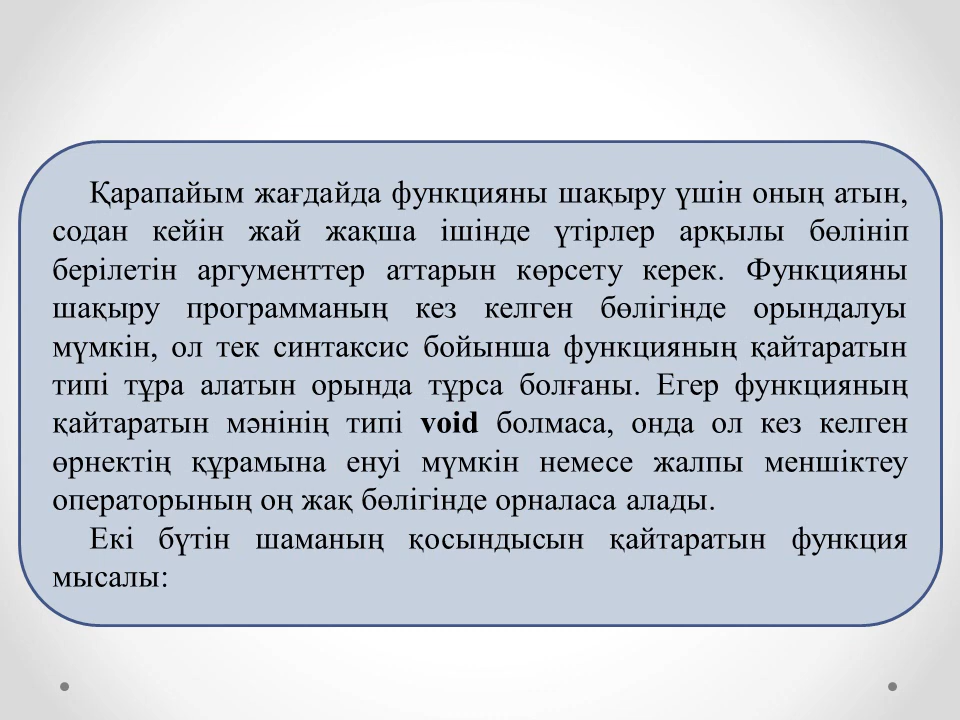 Қарапайым жағдайда функцияны шақыру үшін оның атын,
содан кейін жай жақша ішінде үтірлер арқылы бөлініп
берілетін аргументтер аттарын көрсету керек. Функцияны
шақыру программаның кез келген бөлігінде орындалуы
мүмкін, ол тек синтаксис бойынша функцияның қайтаратын
типі тұра алатын орында тұрса болғаны. Егер функцияның
қайтаратын мәнінің типі void болмаса, онда ол кез келген
өрнектің құрамына енуі мүмкін немесе жалпы меншіктеу
операторының оң жақ бөлігінде орналаса алады.
Екі бүтін шаманың қосындысын қайтаратын функция
мысалы: